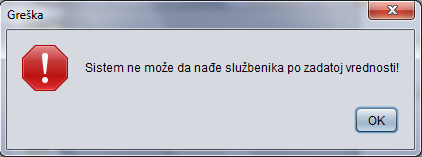 Greška
Sistem ne može da nađe službenika po zadatoj vrednosti!
OK